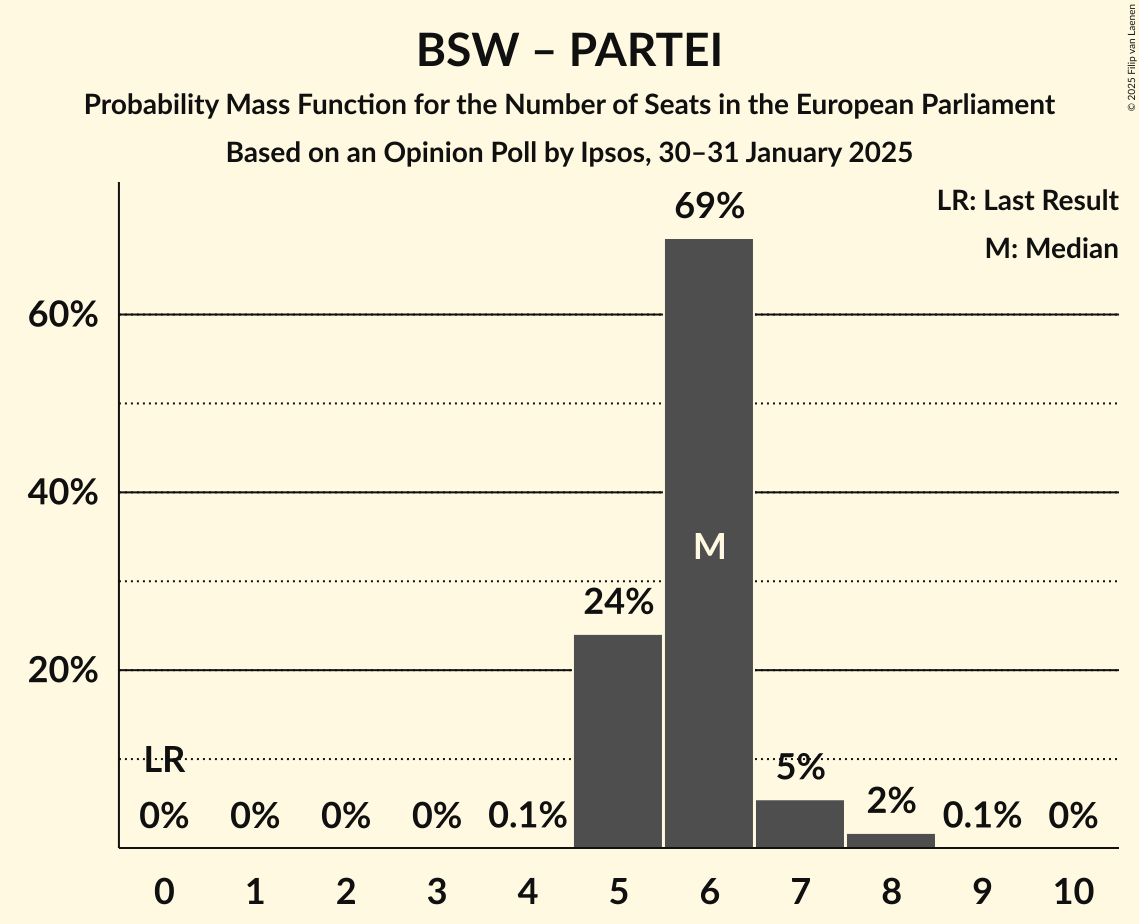 BSW – PARTEI
Probability Mass Function for the Number of Seats in the European Parliament
Based on an Opinion Poll by Ipsos, 30–31 January 2025
© 2025 Filip van Laenen
LR: Last Result
M: Median
69%
60%
40%
M
24%
20%
LR
5%
2%
0% 0% 0% 0% 0.1% 0.1% 0%
0 1 2 3 4 5 6 7 8 9 10